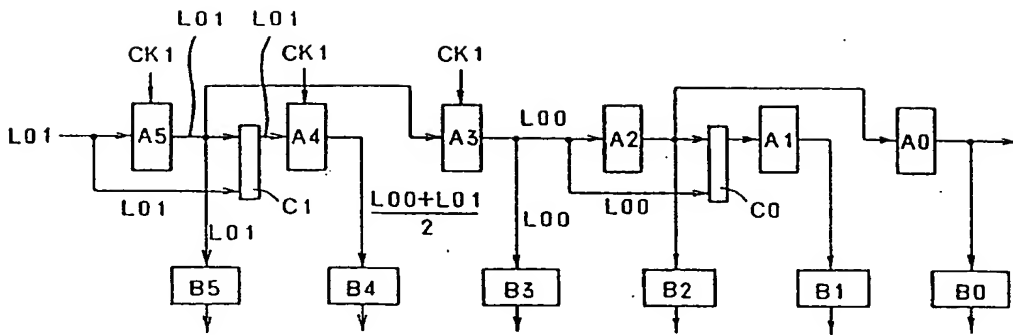 L01 L01
CK1 CK1 CK1
L01 A5 A4 A3 L00 A2 A1 A0
L01 C1 L00 C0
L00+L01
2
L01 L00
B5 B4 B3 B2 B1 B0